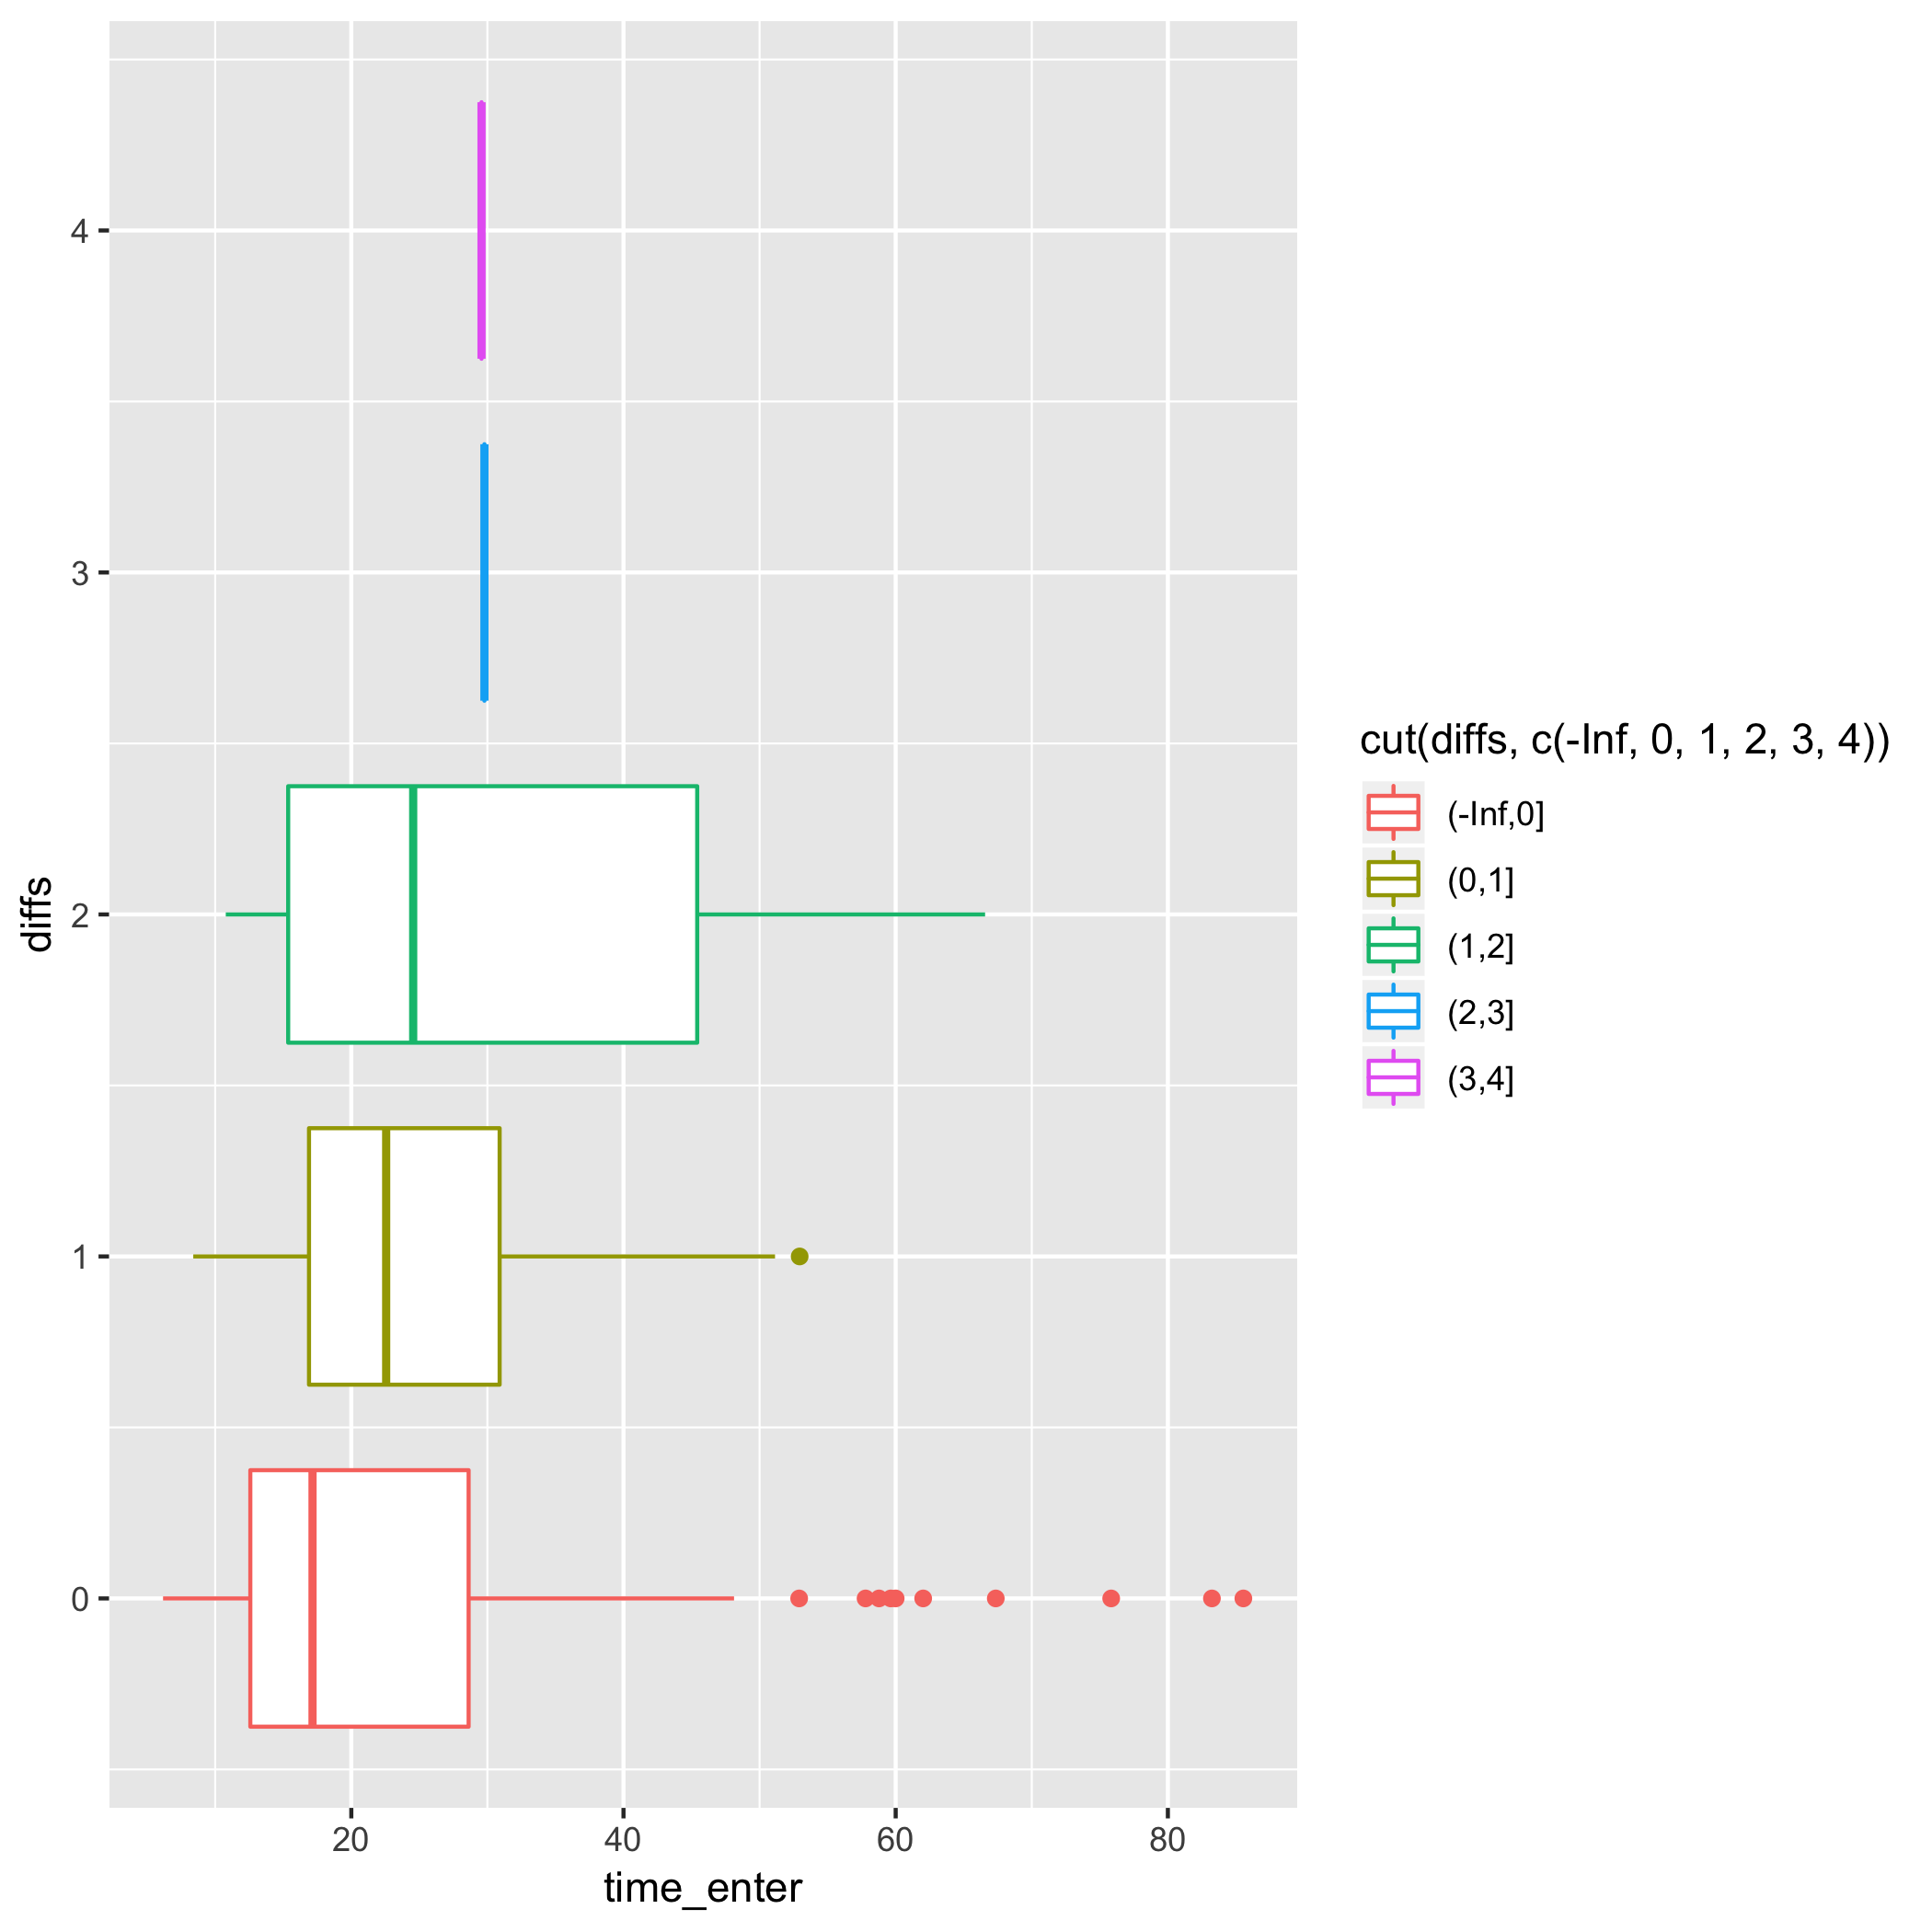 diffs
4
3
2
1
0
20 40 60 80
time_enter
cut(diffs, c(-Inf, 0, 1, 2, 3, 4))
(-Inf,0]
(0,1]
(1,2]
(2,3]
(3,4]